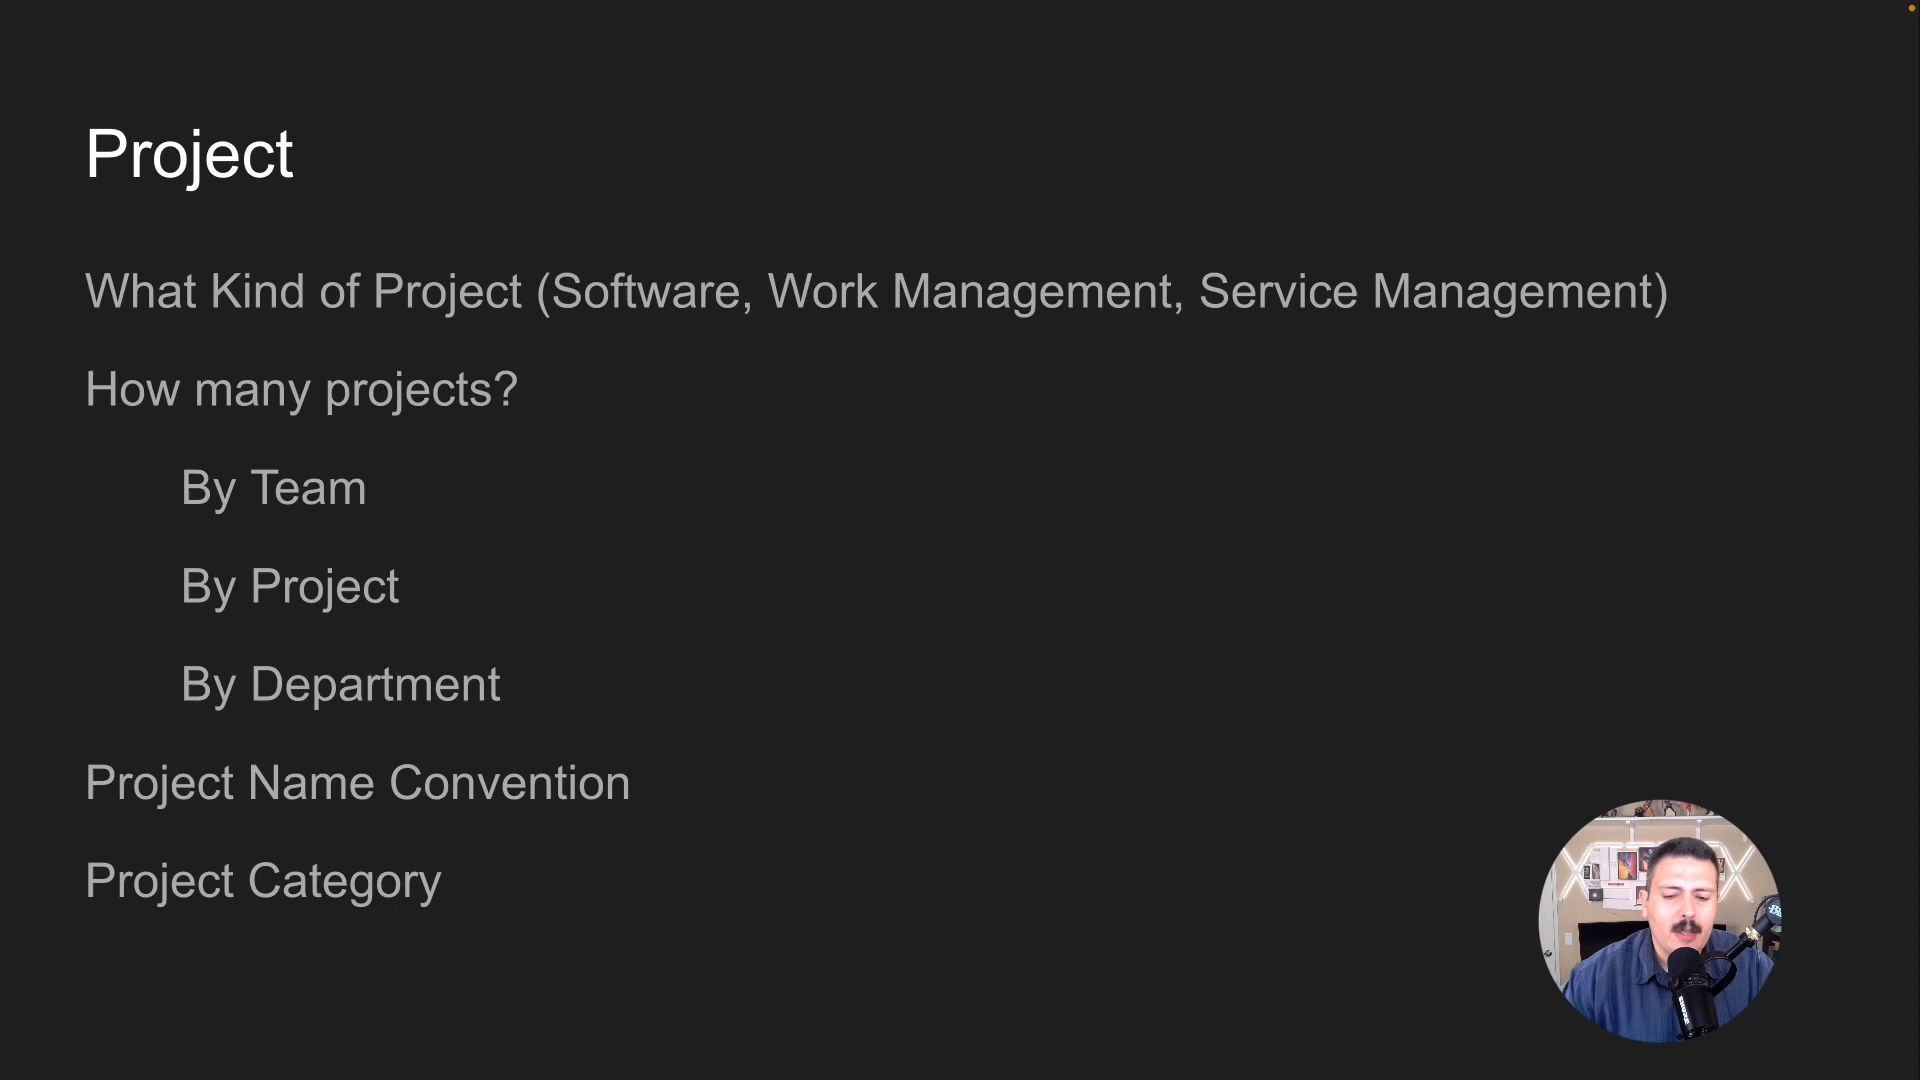 Project
What Kind of Project (Software, Work Management, Service Management)
How many projects?
By Team
By Project
By Department
Project Name Convention
Project Category